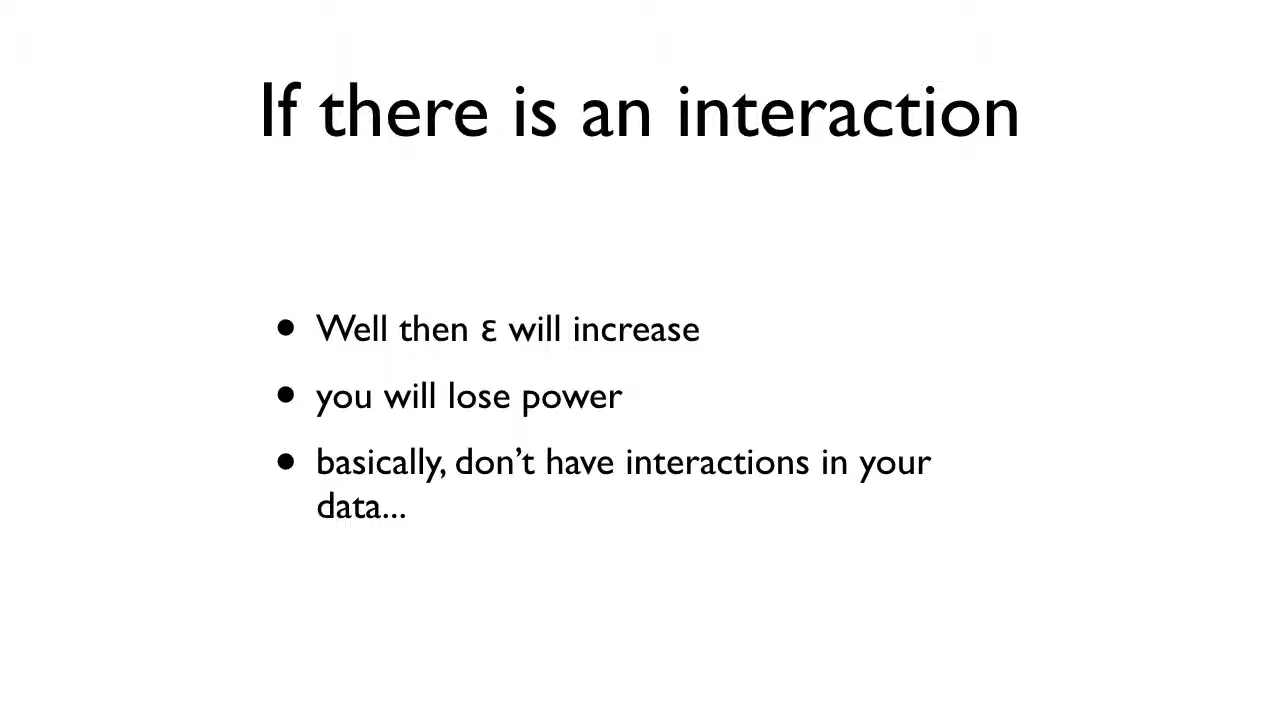 If there is an interaction
• Well then ε will increase
• you will lose power
• basically, don’t have interactions in your
data...